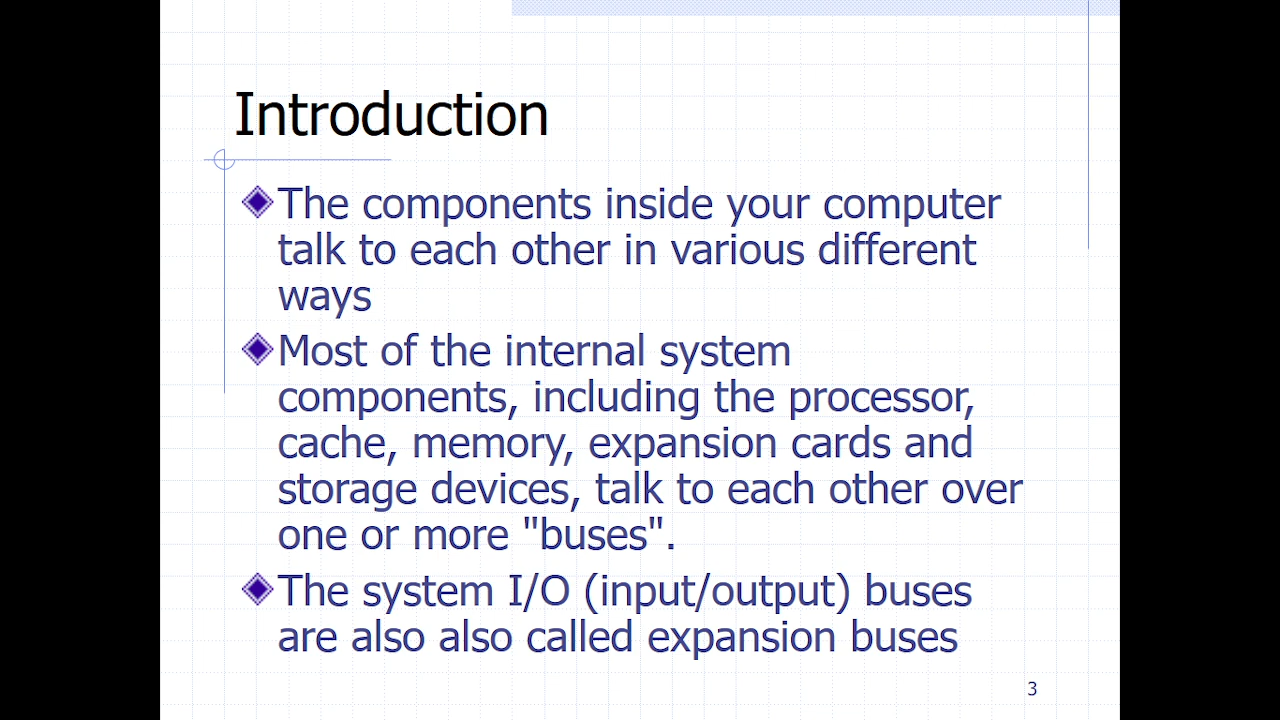 Introduction
The components inside your computer
talk to each other in various different
ways
Most of the internal system
components, including the processor,
cache, memory, expansion cards and
storage devices, talk to each other over
one or more "buses".
The system I/O (input/output) buses
are also also called expansion buses
3